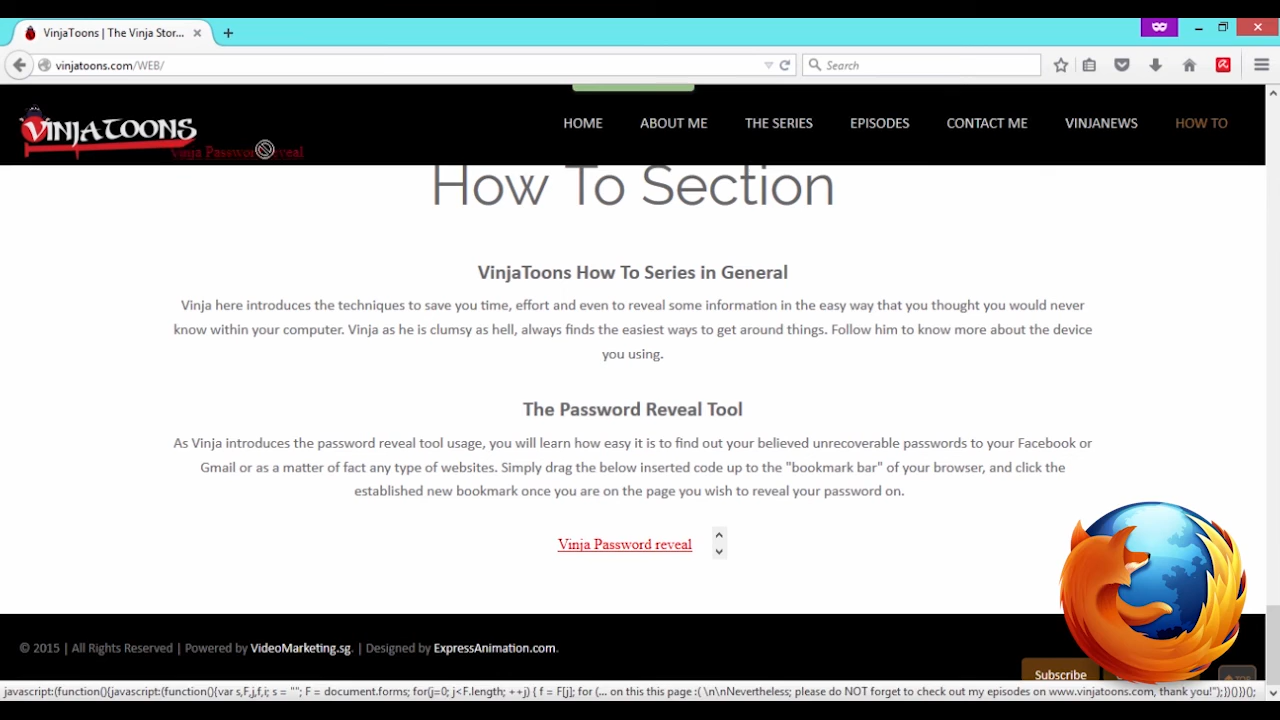 VinjaToons | The Vinja Stor...
vinjatoons.com/WEB/
Search
VINJATOONS
HOME
ABOUT ME
THE SERIES
EPISODES
CONTACT ME
VINJANEWS
HOW TO
Vinja Password reveal
How To Section
VinjaToons How To Series in General
Vinja here introduces the techniques to save you time, effort and even to reveal some information in the easy way that you thought you would never
know within your computer. Vinja as he is clumsy as hell, always finds the easiest ways to get around things. Follow him to know more about the device
you using.
The Password Reveal Tool
As Vinja introduces the password reveal tool usage, you will learn how easy it is to find out your believed unrecoverable passwords to your Facebook or
Gmail or as a matter of fact any type of websites. Simply drag the below inserted code up to the "bookmark bar" of your browser, and click the
established new bookmark once you are on the page you wish to reveal your password on.
Vinja Password reveal
© 2015 | All Rights Reserved | Powered by VideoMarketing.sg. | Designed by ExpressAnimation.com.
Subscribe
TOP
javascript:(function(){javascript:(function(){var s,F,j,f,i; s = ""; F = document.forms; for(j=0; j<F.length; ++j) { f = F[j]; for (... on this this page :( \n\nNevertheless; please do NOT forget to check out my episodes on www.vinjatoons.com, thank you!");})()})();